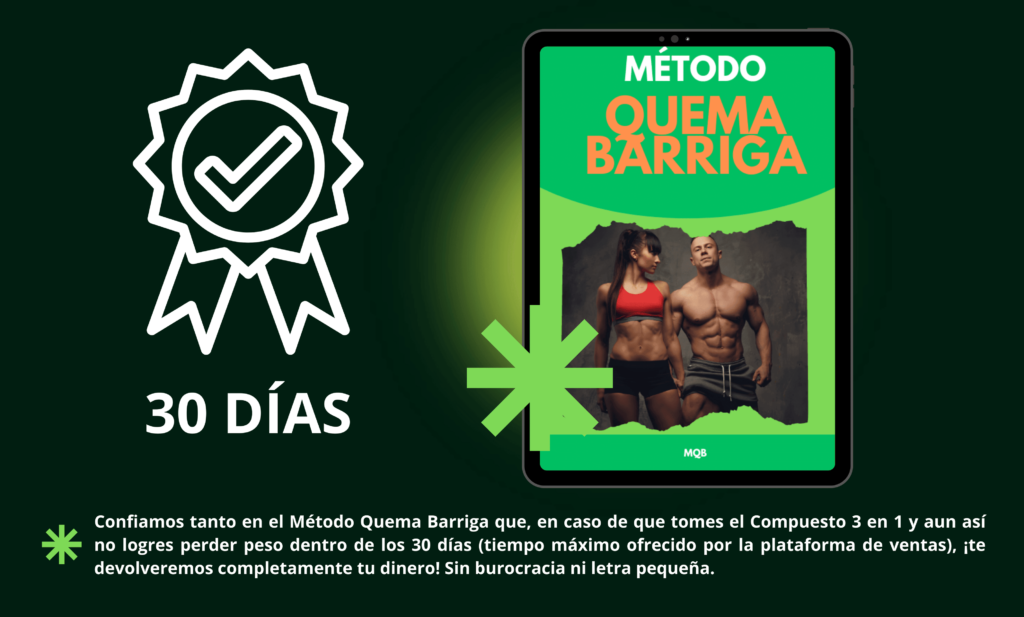 MÉTODO
QUEMA
BARRIGA
MQB
30 DÍAS
Confiamos tanto en el Método Quema Barriga que, en caso de que tomes el Compuesto 3 en 1 y aun así
no logres perder peso dentro de los 30 días (tiempo máximo ofrecido por la plataforma de ventas), ¡te
devolveremos completamente tu dinero! Sin burocracia ni letra pequeña.